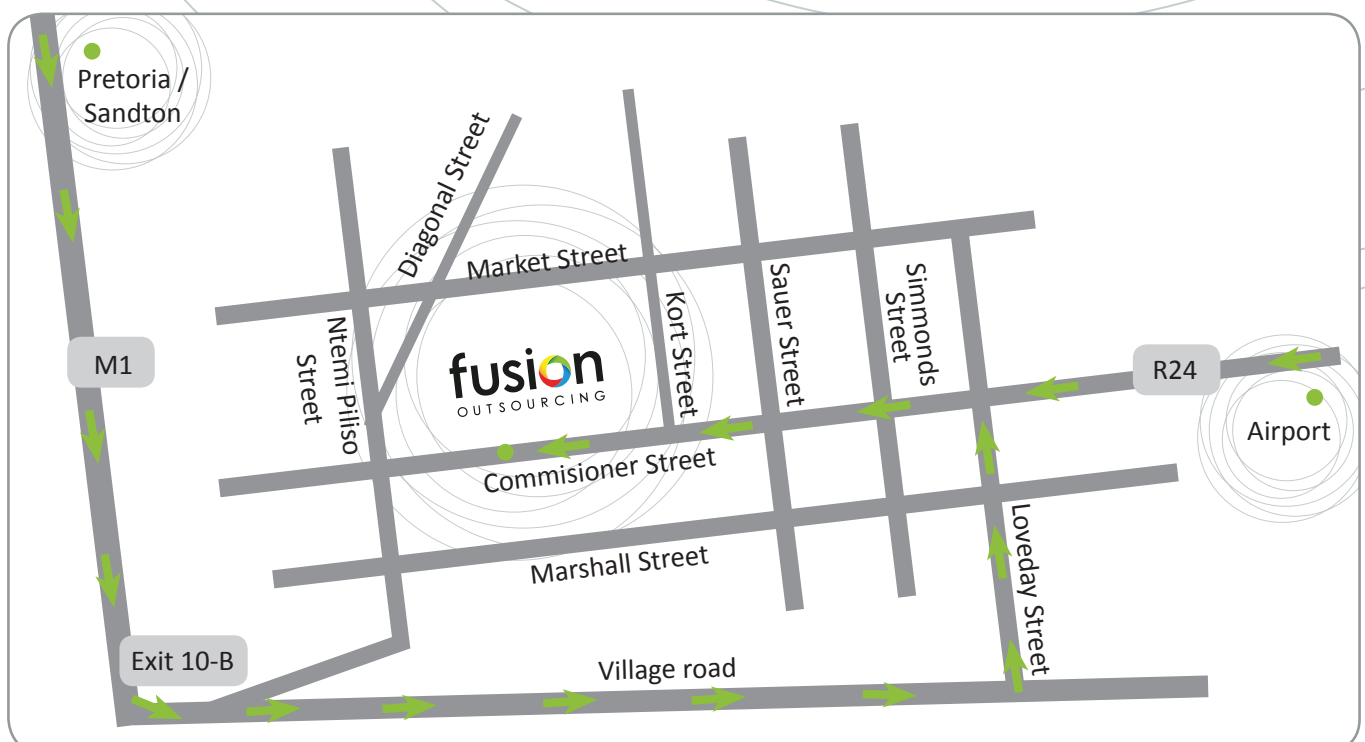 Pretoria /
Sandton
Diagonal Street
Market Street
Ntemi Piliso
Street
fusion
OUTSOURCING
Kort Street
Sauer Street
Simmonds
Street
M1
R24
Airport
Commisioner Street
Marshall Street
Loveday Street
Exit 10-B
Village road